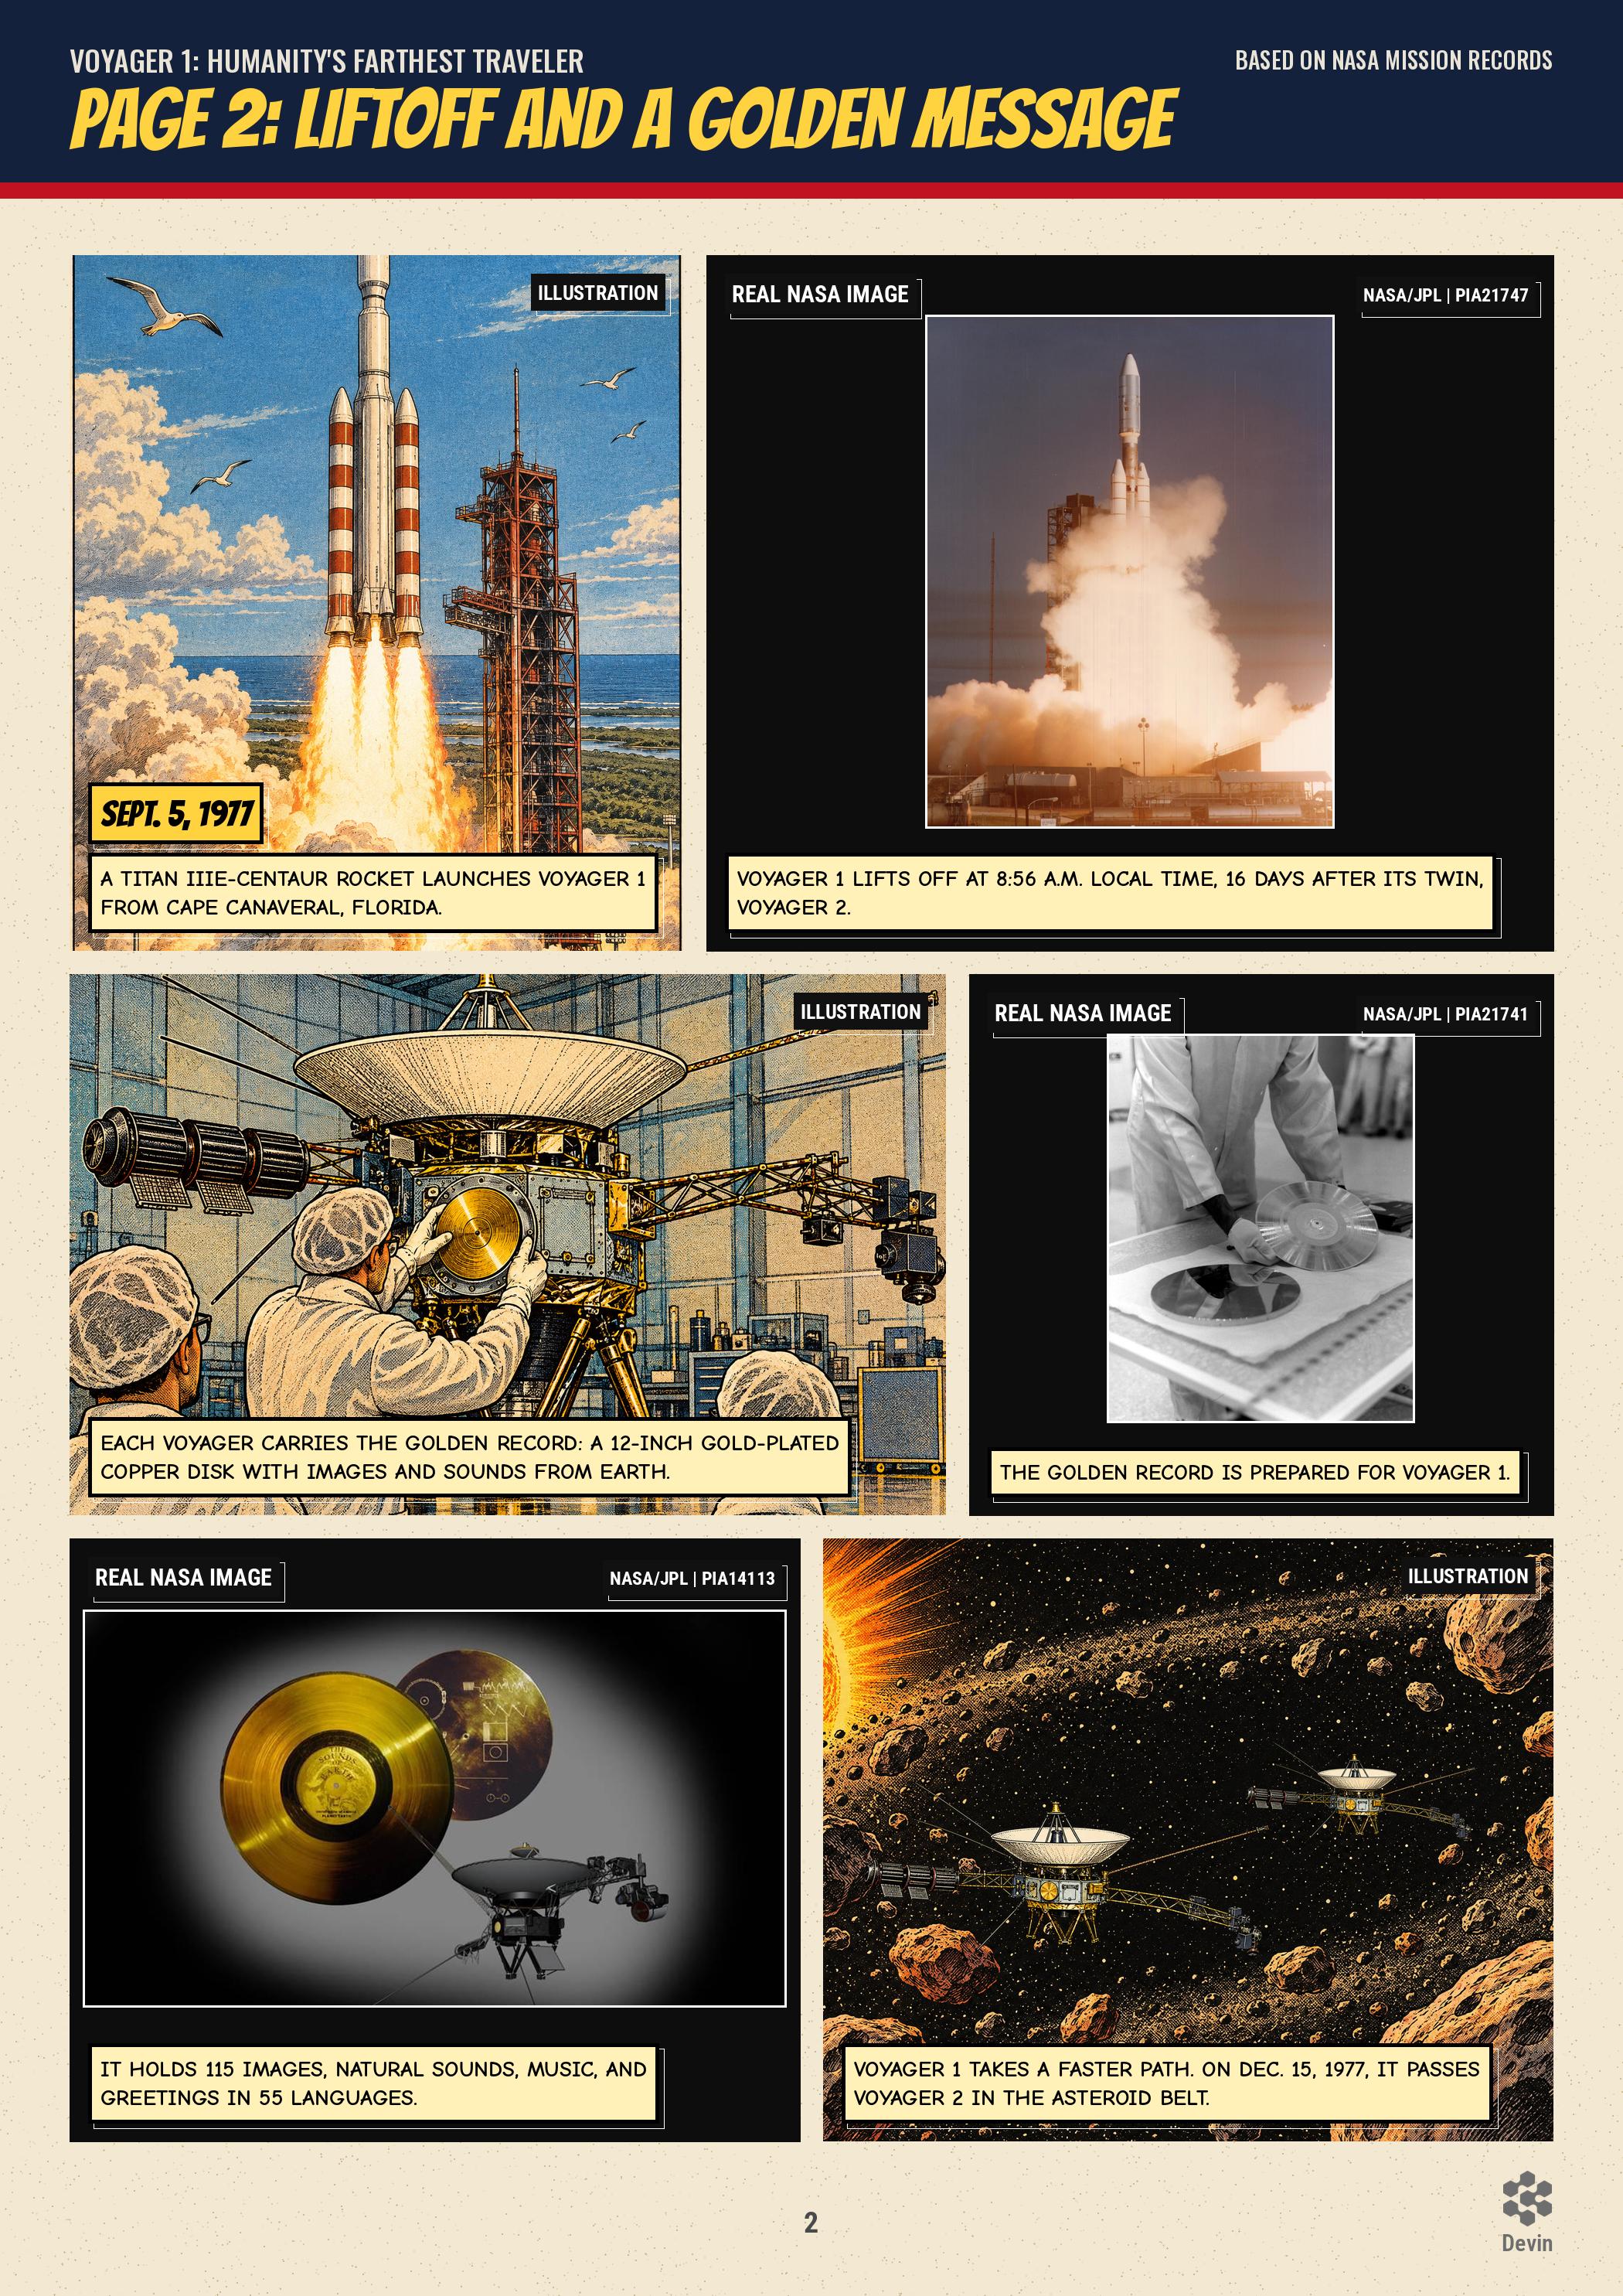 VOYAGER 1: HUMANITY'S FARTHEST TRAVELER
BASED ON NASA MISSION RECORDS
PAGE 2: LIFTOFF AND A GOLDEN MESSAGE
ILLUSTRATION
SEPT. 5, 1977
A TITAN IIIE-CENTAUR ROCKET LAUNCHES VOYAGER 1
FROM CAPE CANAVERAL, FLORIDA.
REAL NASA IMAGE
NASA/JPL | PIA21747
VOYAGER 1 LIFTS OFF AT 8:56 A.M. LOCAL TIME, 16 DAYS AFTER ITS TWIN,
VOYAGER 2.
ILLUSTRATION
EACH VOYAGER CARRIES THE GOLDEN RECORD: A 12-INCH GOLD-PLATED
COPPER DISK WITH IMAGES AND SOUNDS FROM EARTH.
REAL NASA IMAGE
NASA/JPL | PIA21741
THE GOLDEN RECORD IS PREPARED FOR VOYAGER 1.
REAL NASA IMAGE
NASA/JPL | PIA14113
THE
SOUNDS
OF
EARTH
IT HOLDS 115 IMAGES, NATURAL SOUNDS, MUSIC, AND
GREETINGS IN 55 LANGUAGES.
ILLUSTRATION
VOYAGER 1 TAKES A FASTER PATH. ON DEC. 15, 1977, IT PASSES
VOYAGER 2 IN THE ASTEROID BELT.
2
Devin